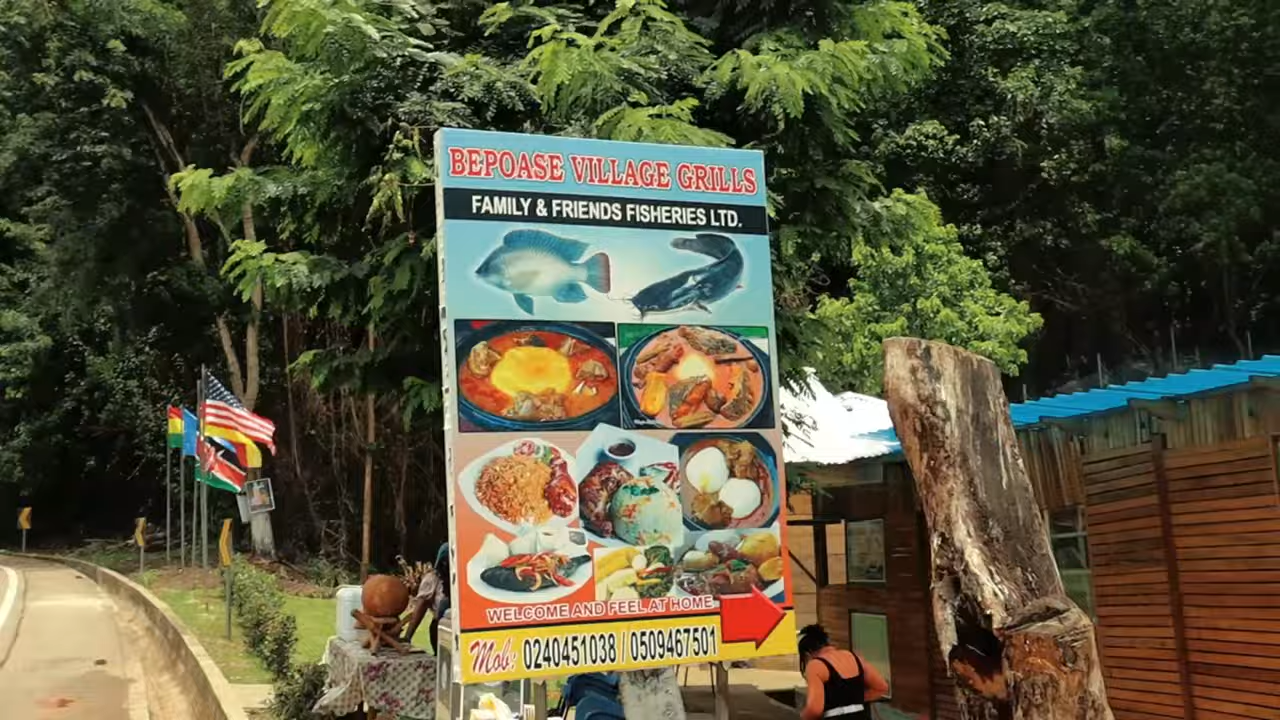 BEPOASE VILLAGE GRILLS
FAMILY & FRIENDS FISHERIES LTD.
WELCOME AND FEEL AT HOME
Mob: 0240451038 / 0509467501